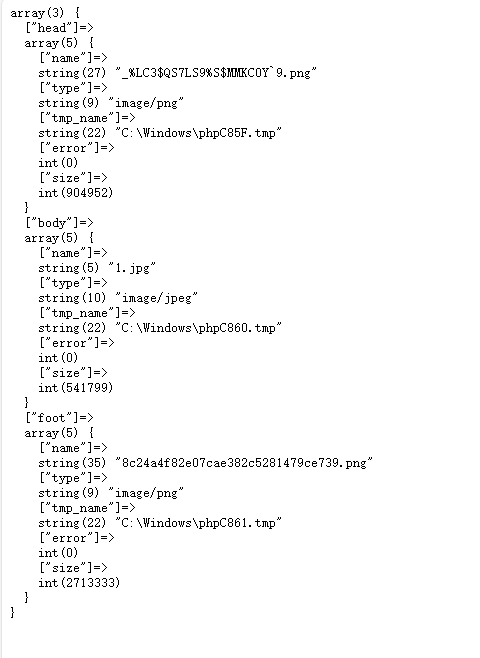 array(3) {
  ["head"]=>
  array(5) {
    ["name"]=>
    string(27) "_%LC3$QS7LS9%S$MMKCOY`9.png"
    ["type"]=>
    string(9) "image/png"
    ["tmp_name"]=>
    string(22) "C:\Windows\phpC85F.tmp"
    ["error"]=>
    int(0)
    ["size"]=>
    int(904952)
  }
  ["body"]=>
  array(5) {
    ["name"]=>
    string(5) "1.jpg"
    ["type"]=>
    string(10) "image/jpeg"
    ["tmp_name"]=>
    string(22) "C:\Windows\phpC860.tmp"
    ["error"]=>
    int(0)
    ["size"]=>
    int(541799)
  }
  ["foot"]=>
  array(5) {
    ["name"]=>
    string(35) "8c24a4f82e07cae382c5281479ce739.png"
    ["type"]=>
    string(9) "image/png"
    ["tmp_name"]=>
    string(22) "C:\Windows\phpC861.tmp"
    ["error"]=>
    int(0)
    ["size"]=>
    int(2713333)
  }
}